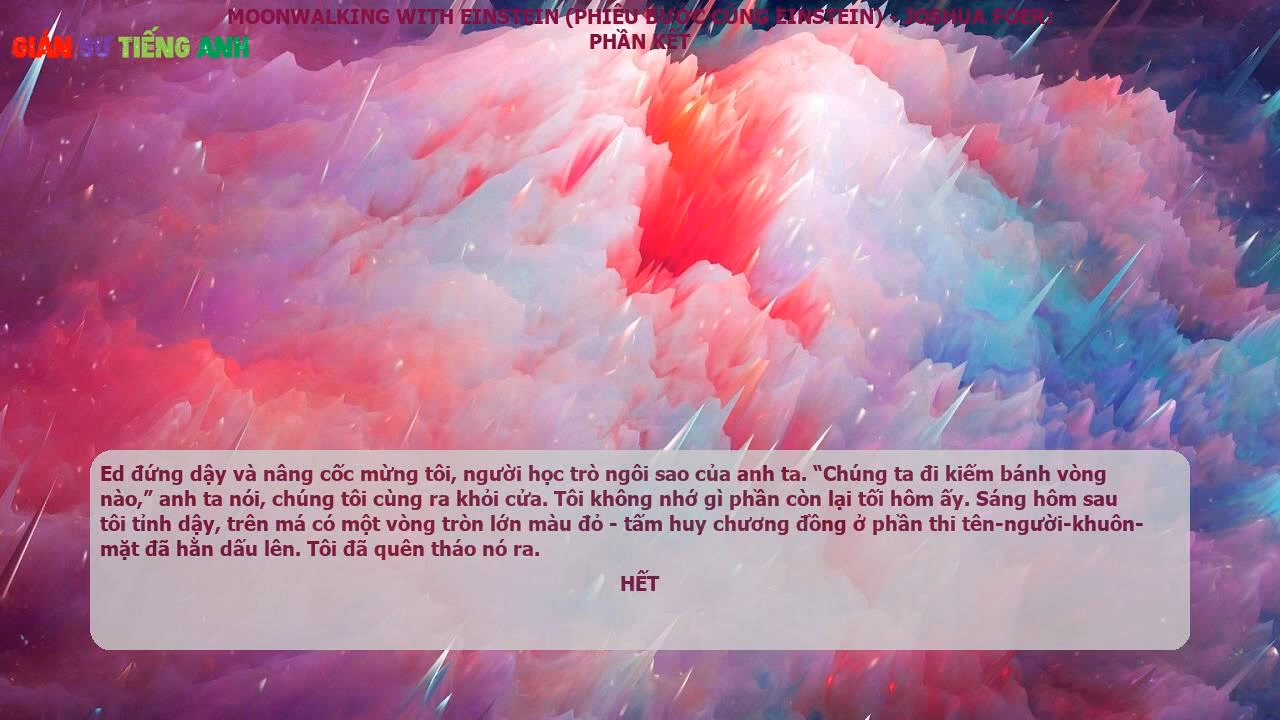 MOONWALKING WITH EINSTEIN (PHIÊU BƯỚC CÙNG EINSTEIN) - JOSHUA FOER)
PHẦN KẾT
GIÁN SỨ TIẾNG ANH
Ed đứng dậy và nâng cốc mừng tôi, người học trò ngôi sao của anh ta. “Chúng ta đi kiếm bánh vòng
nào,” anh ta nói, chúng tôi cùng ra khỏi cửa. Tôi không nhớ gì phần còn lại tối hôm ấy. Sáng hôm sau
tôi tỉnh dậy, trên má có một vòng tròn lớn màu đỏ - tấm huy chương đồng ở phần thi tên-người-khuôn-
mặt đã hằn dấu lên. Tôi đã quên tháo nó ra.
HẾT